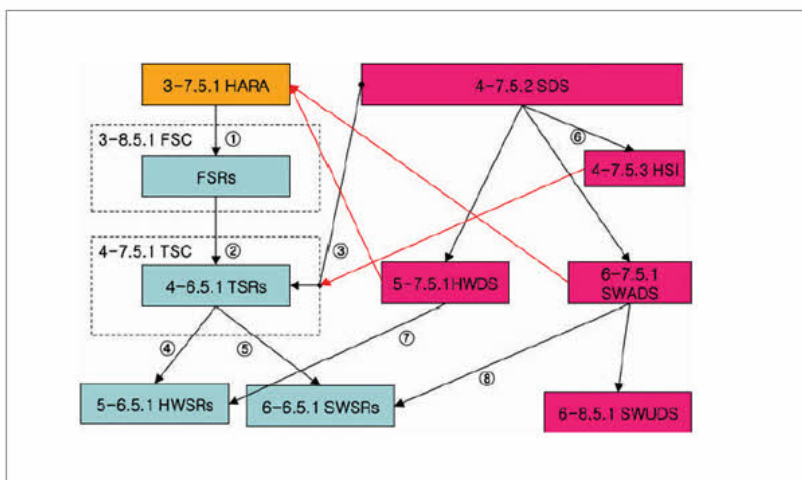 3-7.5.1 HARA
4-7.5.2 SDS
3-8.5.1 FSC
①
⑥
FSRs
4-7.5.3 HSI
4-7.5.1 TSC
②
③
4-6.5.1 TSRs
5-7.5.1HWDS
6-7.5.1
SWADS
④
⑤
⑦
⑧
5-6.5.1 HWSRs
6-6.5.1 SWSRs
6-8.5.1 SWUDS